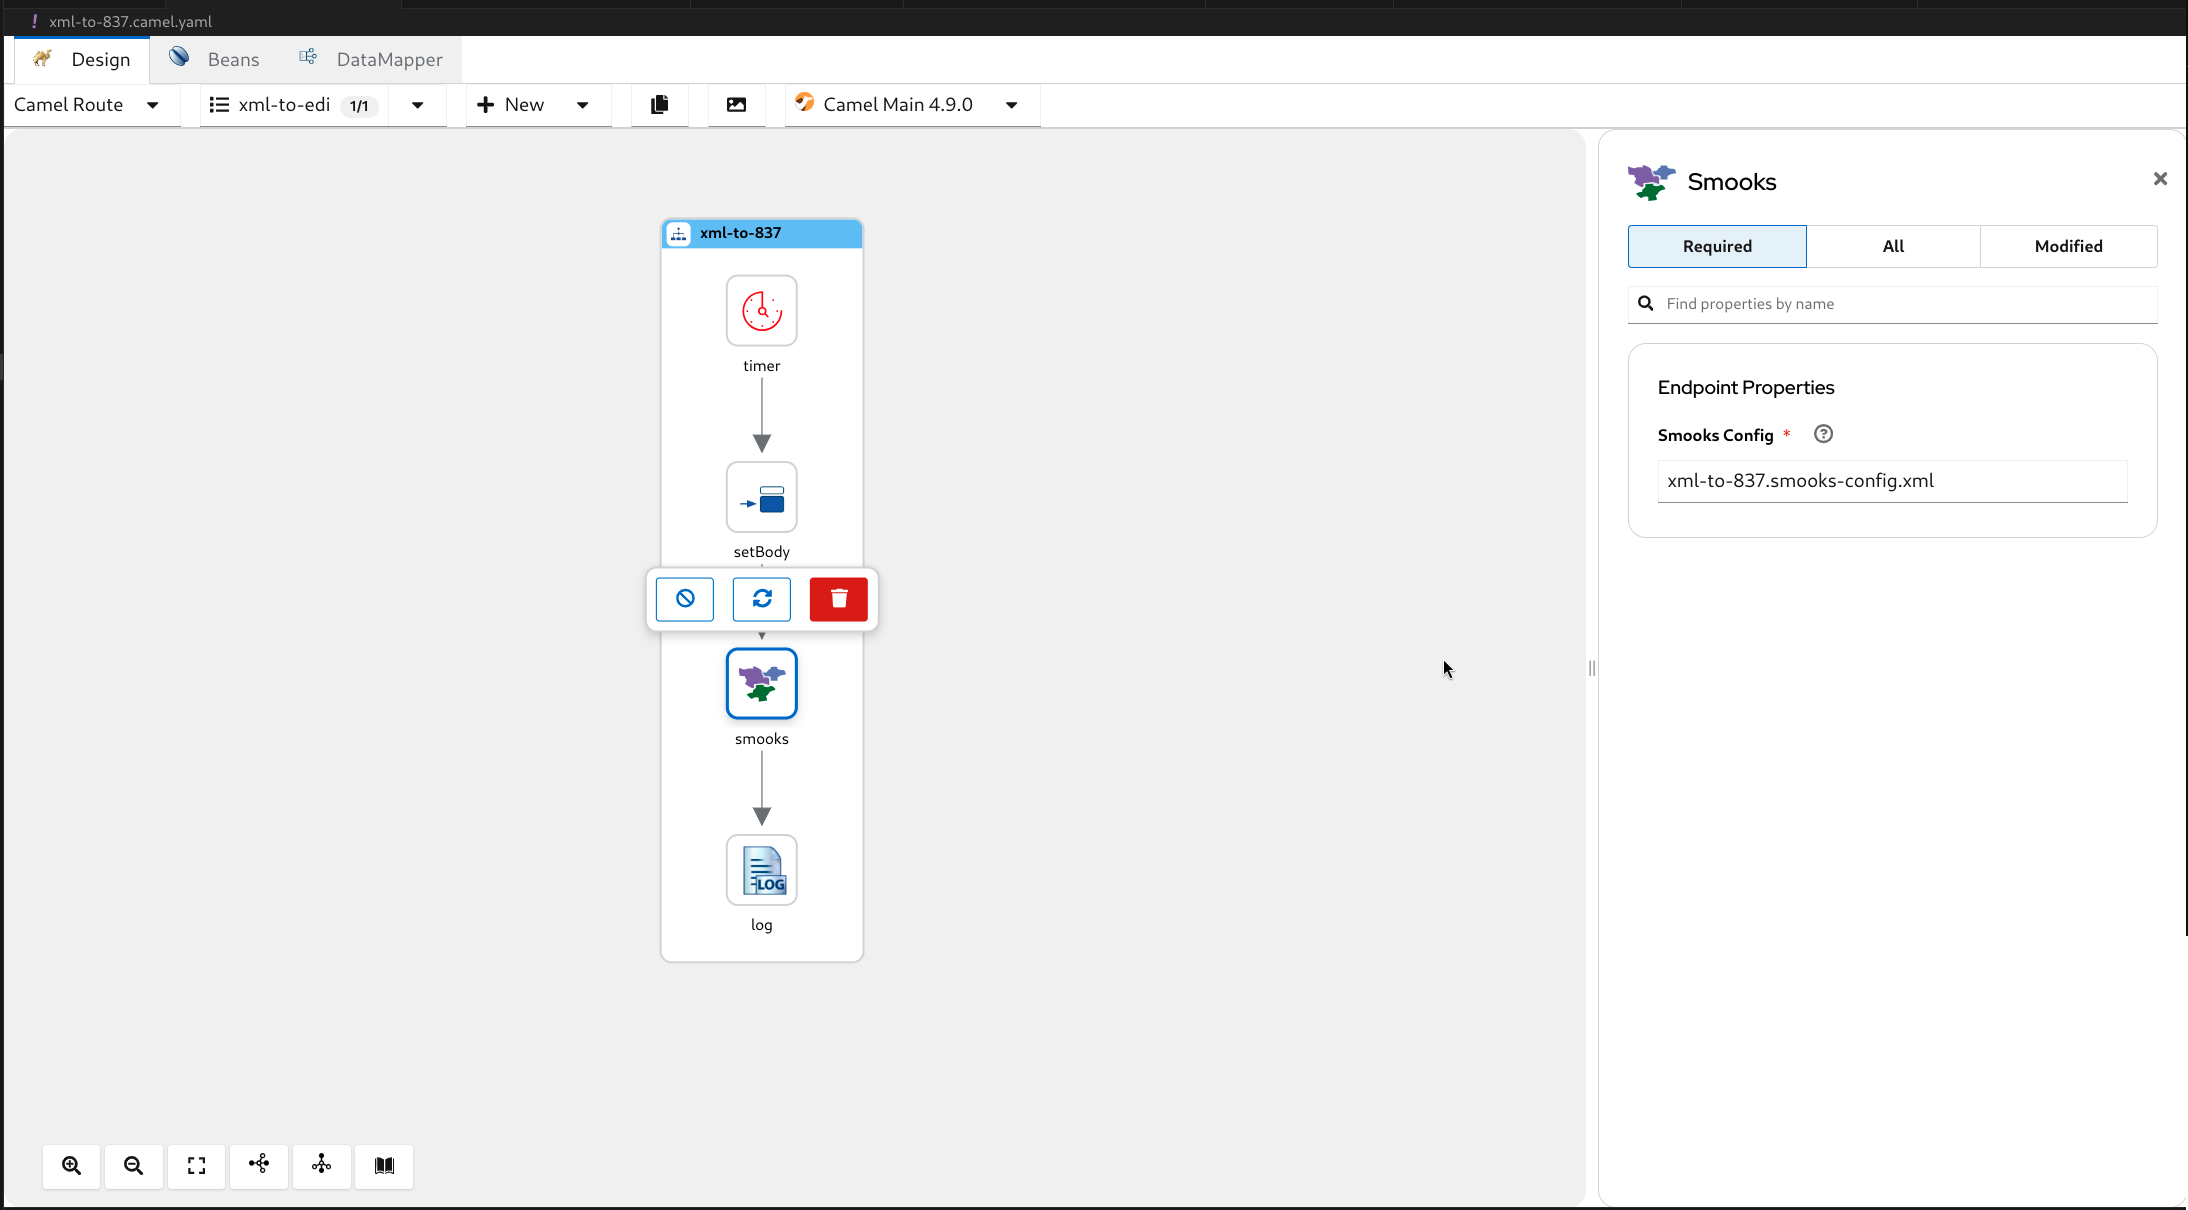 ! xml-to-837.camel.yaml
Design Beans DataMapper
Camel Route xml-to-edi 1/1 New Camel Main 4.9.0
xml-to-837
timer
setBody
smooks
LOG
log
Smooks
Required All Modified
Find properties by name
Endpoint Properties
Smooks Config *
xml-to-837.smooks-config.xml